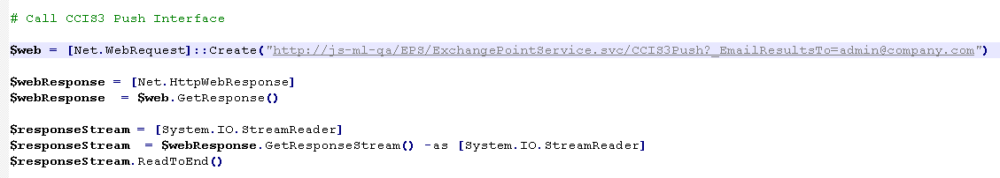 # Call CCIS3 Push Interface
$web = [Net.WebRequest]::Create("http://js-ml-qa/EPS/ExchangePointService.svc/CCIS3Push?_EmailResultsTo=admin@company.com")
$webResponse = [Net.HttpWebResponse]
$webResponse  = $web.GetResponse()
$responseStream = [System.IO.StreamReader]
$responseStream  = $webResponse.GetResponseStream() -as [System.IO.StreamReader]
$responseStream.ReadToEnd()